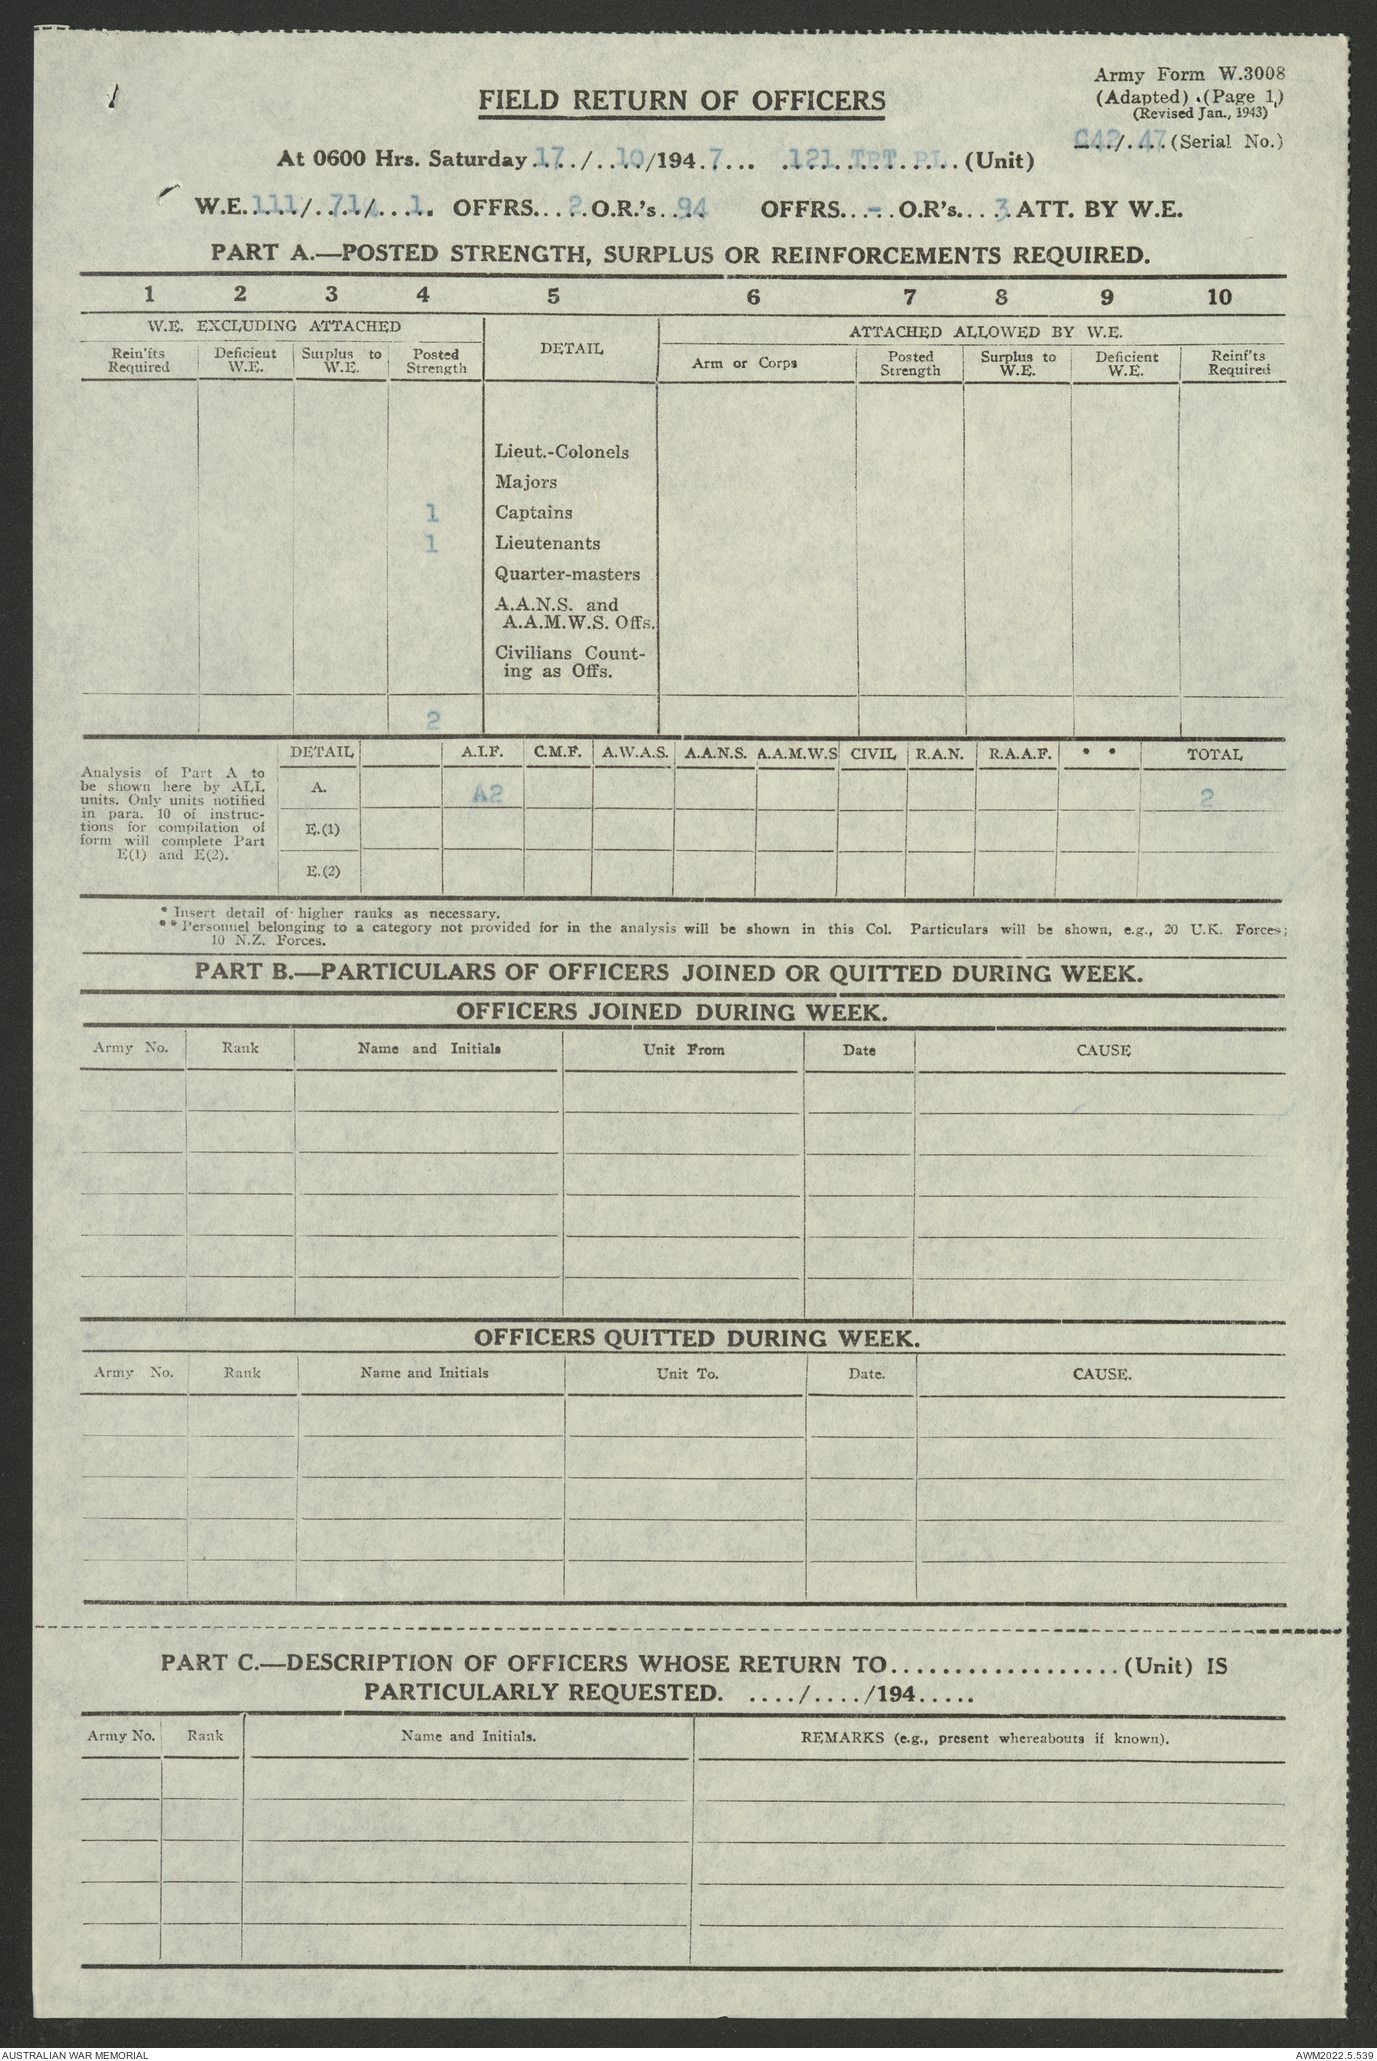 Army Form W.3008
FIELD RETURN OF OFFICERS
(Adapted) (Page 1)
(Revised Jan., 1943)
At 0600 Hrs. Saturday 17 / 10 /194 7 ... 121 TPT PL (Unit)
G42 / 47 (Serial No.)
W.E. 111 / 71 / 1 OFFRS. 2 O.R.'s 94 OFFRS. - O.R's. 3 ATT. BY W.E.
PART A.—POSTED STRENGTH, SURPLUS OR REINFORCEMENTS REQUIRED.
1 2 3 4 5 6 7 8 9 10
W.E. EXCLUDING ATTACHED DETAIL ATTACHED ALLOWED BY W.E.
Rein'fts Required Deficient W.E. Surplus to W.E. Posted Strength Arm or Corps Posted Strength Surplus to W.E. Deficient W.E. Reinf'ts Required
Lieut.-Colonels
Majors
1 Captains
1 Lieutenants
Quarter-masters
A.A.N.S. and
A.A.M.W.S. Offs.
Civilians Count-
ing as Offs.
2
DETAIL A.I.F. C.M.F. A.W.A.S. A.A.N.S. A.A.M.W.S CIVIL R.A.N. R.A.A.F. * * TOTAL
Analysis of Part A to
be shown here by ALL
units. Only units notified
in para. 10 of instruc-
tions for compilation of
form will complete Part
E(1) and E(2).
A. A2 2
E.(1)
E.(2)
* Insert detail of higher ranks as necessary.
** Personnel belonging to a category not provided for in the analysis will be shown in this Col. Particulars will be shown, e.g., 20 U.K. Forces;
10 N.Z. Forces.
PART B.—PARTICULARS OF OFFICERS JOINED OR QUITTED DURING WEEK.
OFFICERS JOINED DURING WEEK.
Army No. Rank Name and Initials Unit From Date CAUSE
OFFICERS QUITTED DURING WEEK.
Army No. Rank Name and Initials Unit To. Date. CAUSE.
PART C.—DESCRIPTION OF OFFICERS WHOSE RETURN TO.................. (Unit) IS
PARTICULARLY REQUESTED. ..../..../194.....
Army No. Rank Name and Initials. REMARKS (e.g., present whereabouts if known).
AUSTRALIAN WAR MEMORIAL AWM2022.5.539